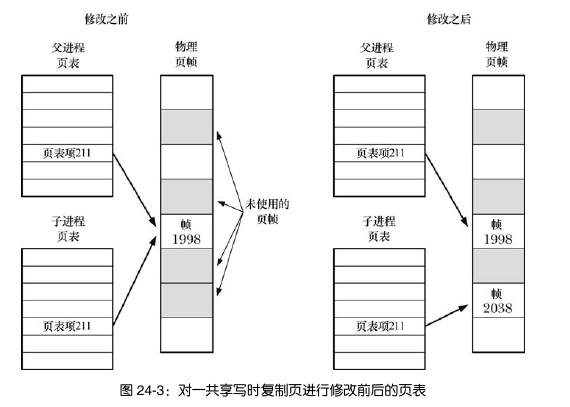 修改之前
父进程
页表
物理
页帧
页表项211
未使用的
页帧
帧
1998
子进程
页表
页表项211
修改之后
父进程
页表
物理
页帧
页表项211
帧
1998
子进程
页表
帧
2038
页表项211
图 24-3：对一共享写时复制页进行修改前后的页表